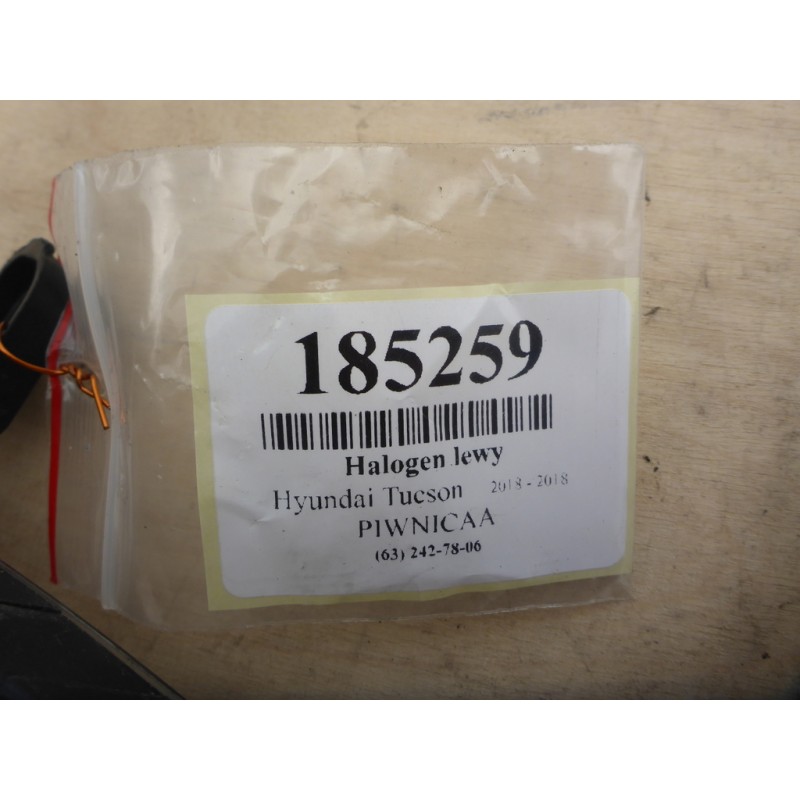 185259
Halogen lewy
Hyundai Tucson 2018 - 2018
PIWNICAA
(63) 242-78-06